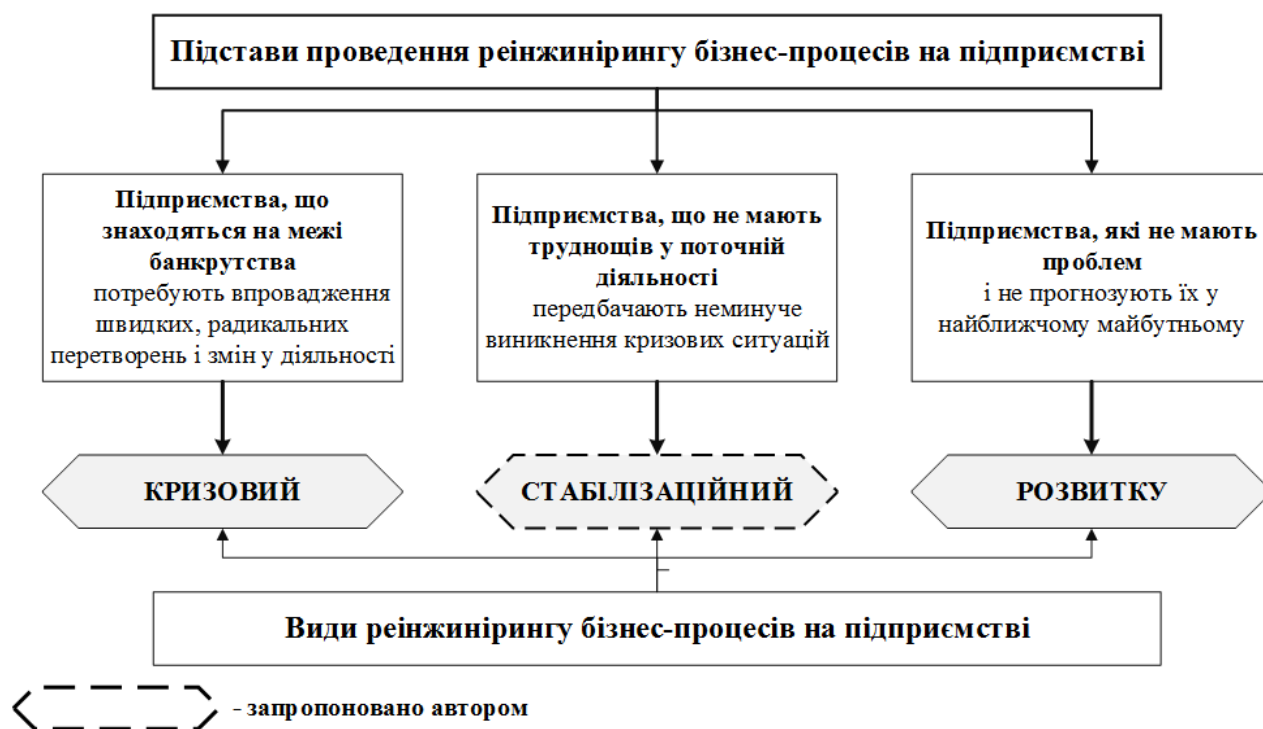 Підстави проведення реінжинірингу бізнес-процесів на підприємстві
Підприємства, що
знаходяться на межі
банкрутства
потребують впровадження
швидких, радикальних
перетворень і змін у діяльності
Підприємства, що не мають
труднощів у поточній
діяльності
передбачають неминуче
виникнення кризових ситуацій
Підприємства, які не мають
проблем
і не прогнозують їх у
найближчому майбутньому
КРИЗОВИЙ
СТАБІЛІЗАЦІЙНИЙ
РОЗВИТКУ
Види реінжинірингу бізнес-процесів на підприємстві
- запропоновано автором